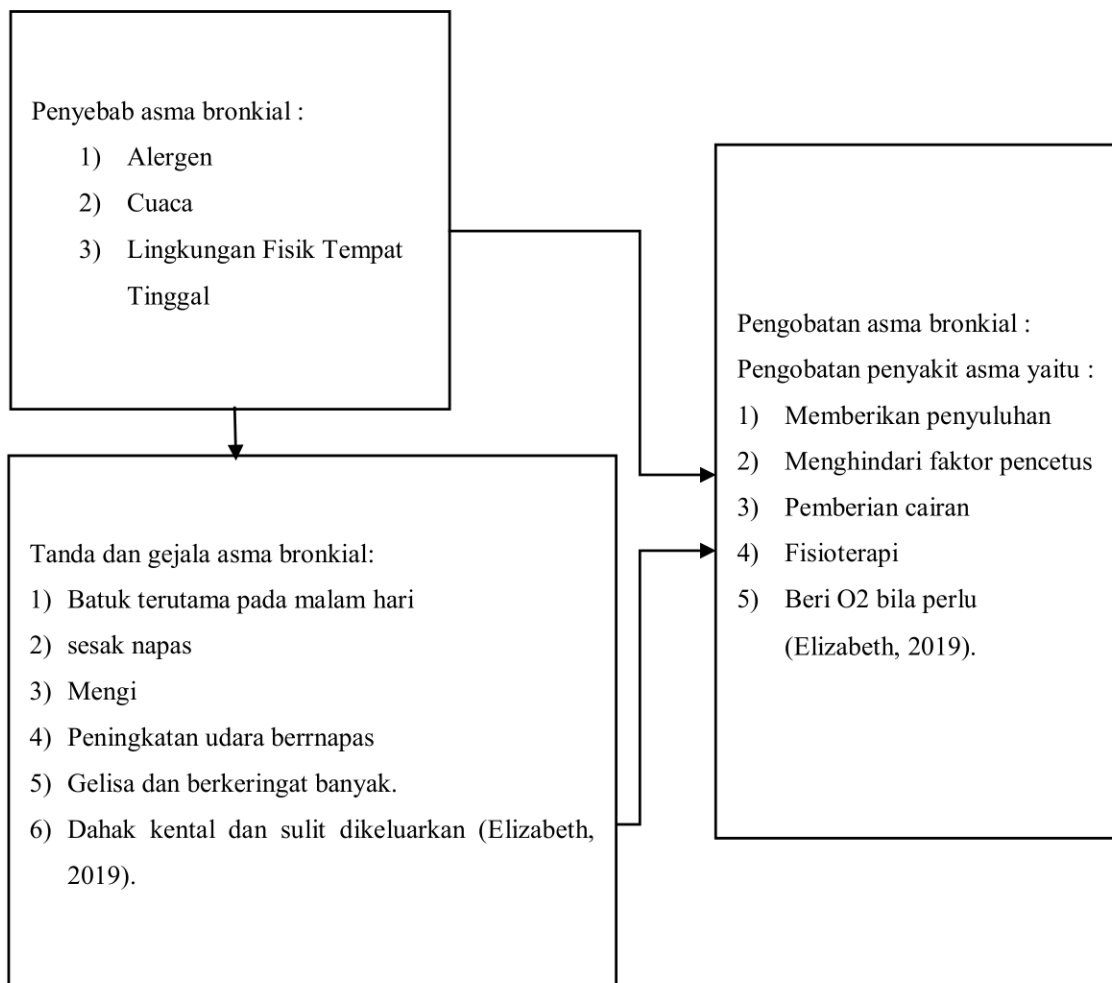 Penyebab asma bronkial :
1) Alergen
2) Cuaca
3) Lingkungan Fisik Tempat
Tinggal
Tanda dan gejala asma bronkial:
1) Batuk terutama pada malam hari
2) sesak napas
3) Mengi
4) Peningkatan udara berrnapas
5) Gelisa dan berkeringat banyak.
6) Dahak kental dan sulit dikeluarkan (Elizabeth,
2019).
Pengobatan asma bronkial :
Pengobatan penyakit asma yaitu :
1) Memberikan penyuluhan
2) Menghindari faktor pencetus
3) Pemberian cairan
4) Fisioterapi
5) Beri O2 bila perlu
(Elizabeth, 2019).